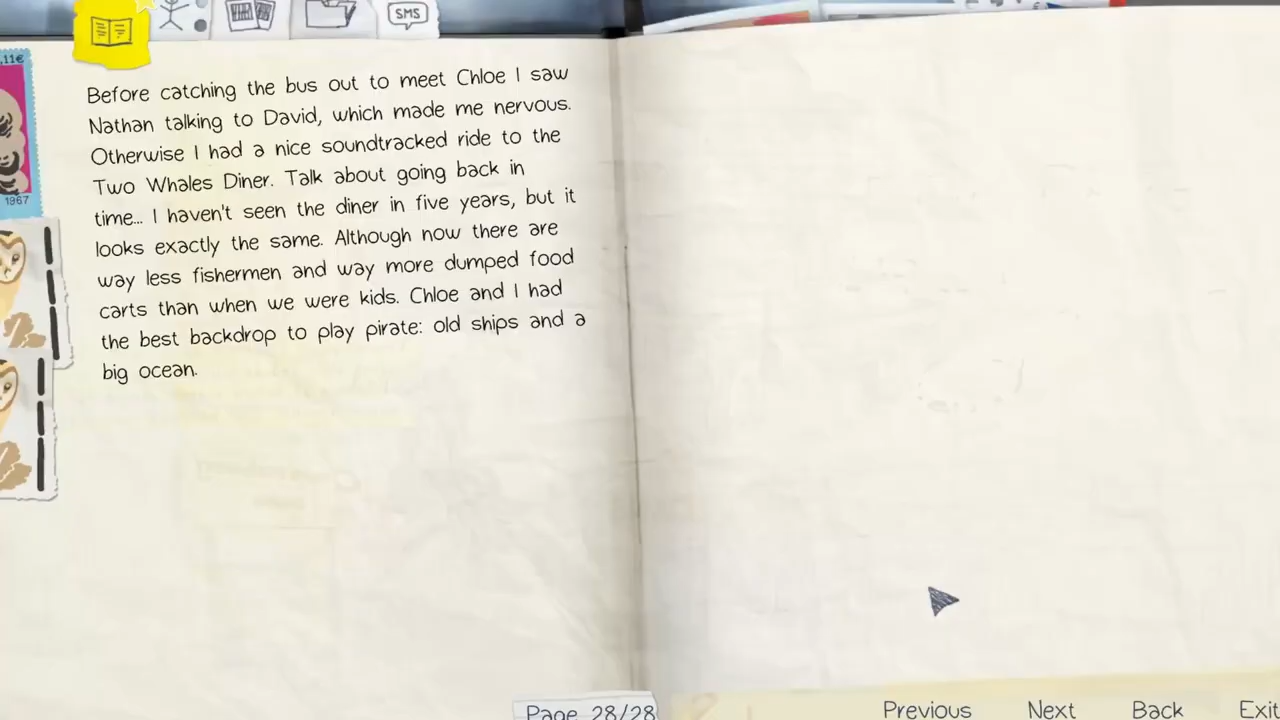 SMS
,11€
1967
Before catching the bus out to meet Chloe I saw
Nathan talking to David, which made me nervous.
Otherwise I had a nice soundtracked ride to the
Two Whales Diner. Talk about going back in
time... I haven't seen the diner in five years, but it
looks exactly the same. Although now there are
way less fishermen and way more dumped food
carts than when we were kids. Chloe and I had
the best backdrop to play pirate: old ships and a
big ocean.
Page 28/28
Previous Next Back Exit